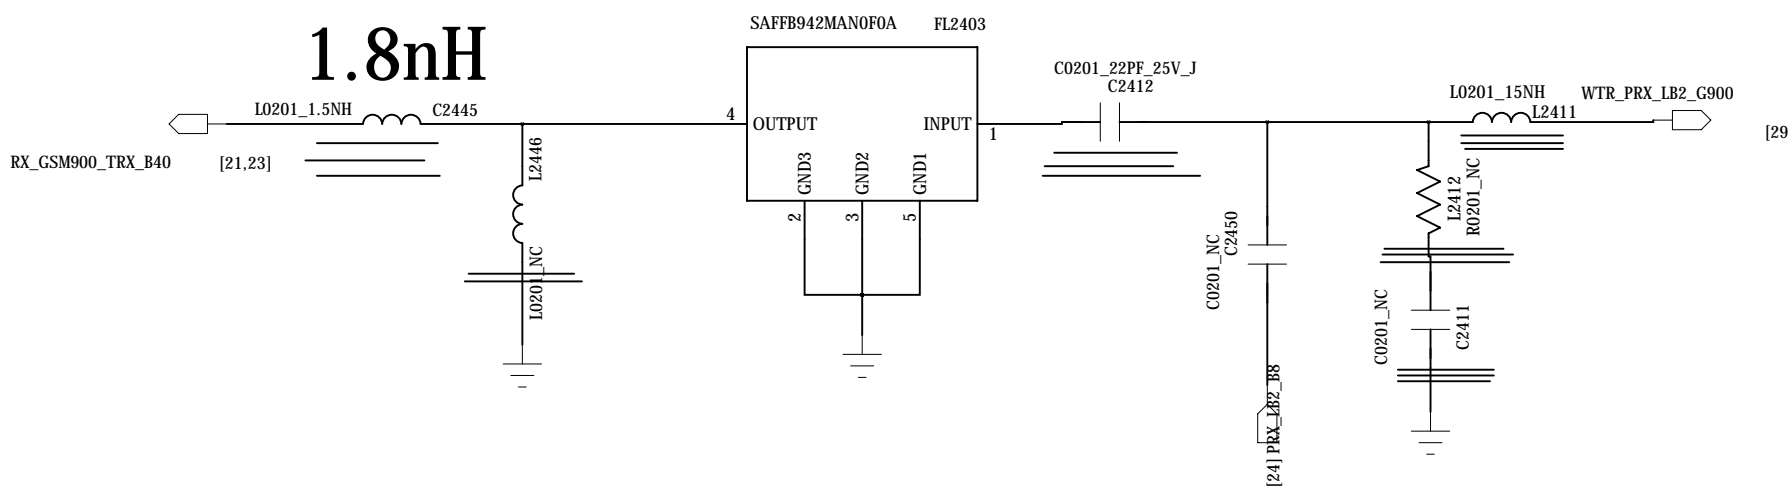 SAFFB942MAN0F0A FL2403
1.8nH
C0201_22PF_25V_J
C2412
L0201_1.5NH C2445
L0201_15NH
L2411
WTR_PRX_LB2_G900
[29
RX_GSM900_TRX_B40 [21,23]
4 OUTPUT INPUT 1
GND3 GND2 GND1
2 3 5
L2446
L0201_NC
C0201_NC
C2450
L2412
R0201_NC
C0201_NC
C2411
[24] PRX_LB2_B8